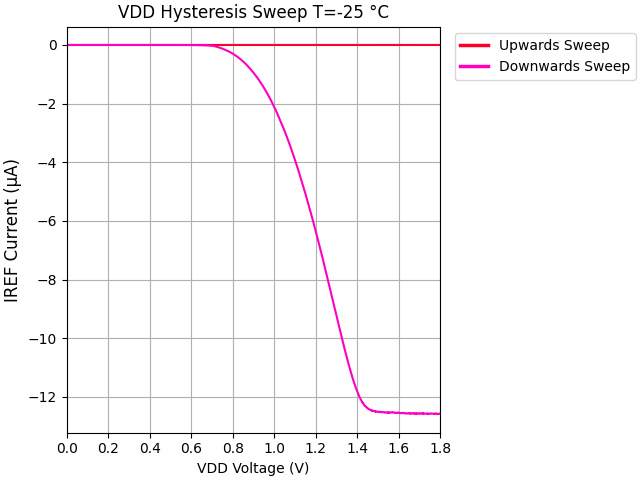 VDD Hysteresis Sweep T=-25 °C
Upwards Sweep
Downwards Sweep
IREF Current (µA)
0
−2
−4
−6
−8
−10
−12
0.0 0.2 0.4 0.6 0.8 1.0 1.2 1.4 1.6 1.8
VDD Voltage (V)